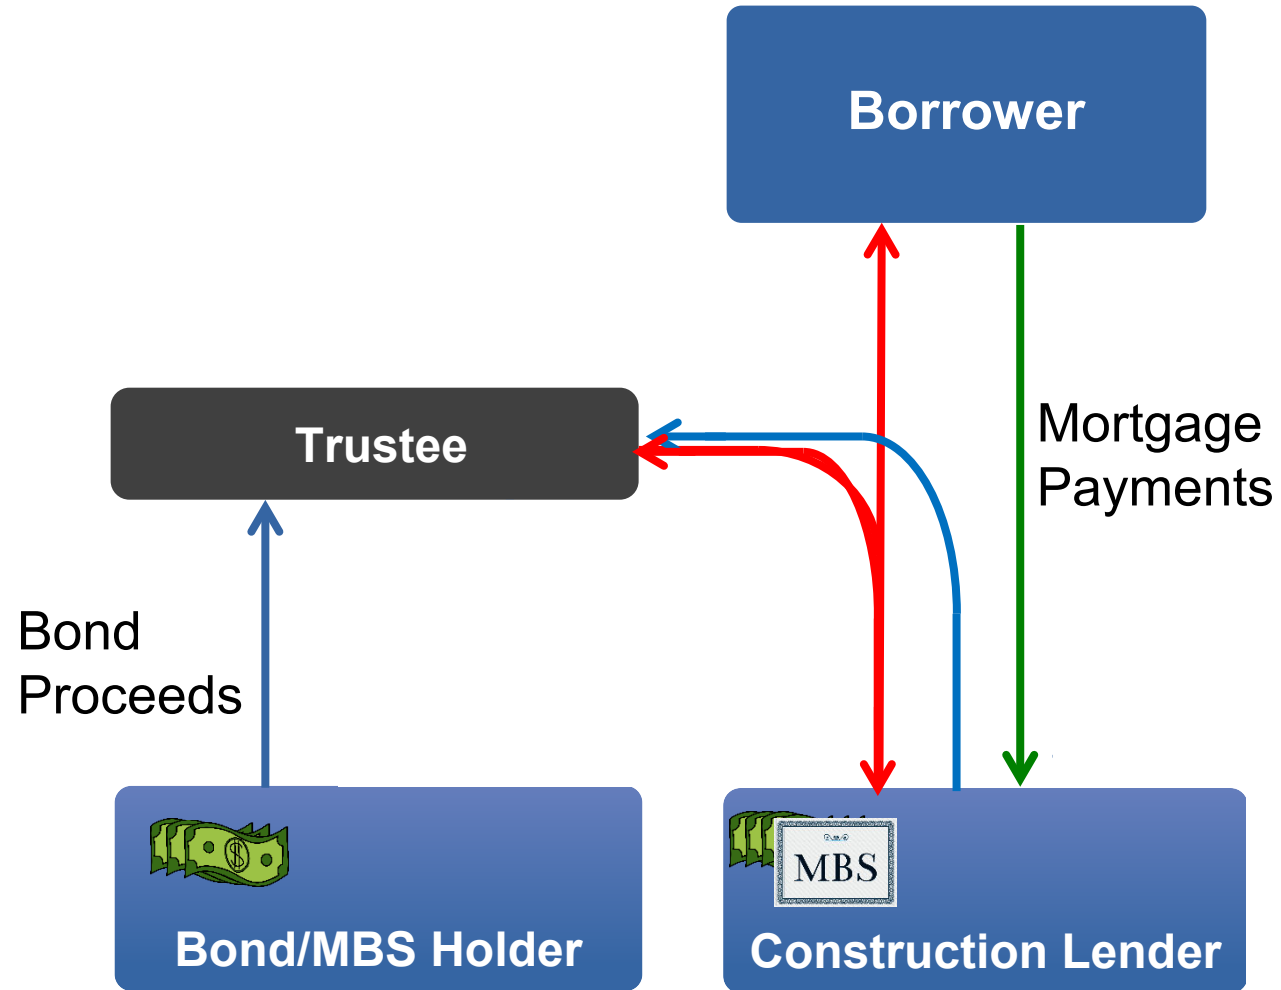 Borrower
Trustee
Mortgage
Payments
Bond
Proceeds
$
MBS
Bond/MBS Holder
Construction Lender